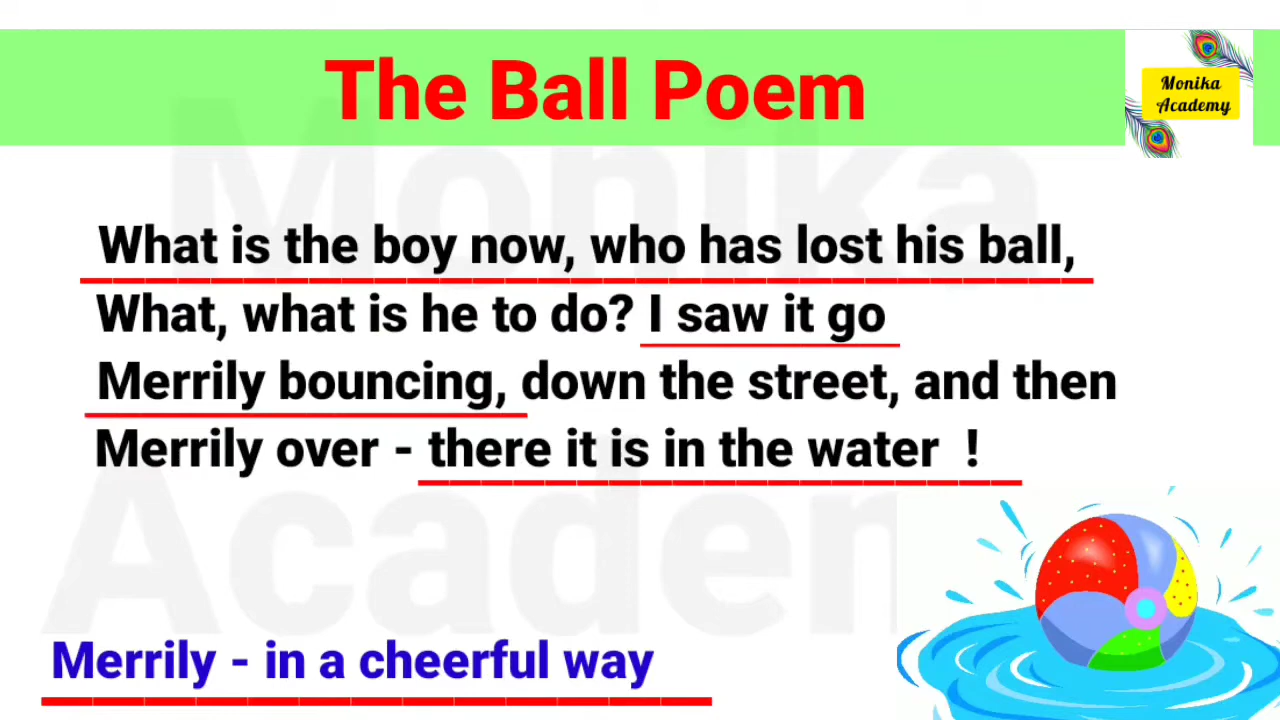 The Ball Poem
Monika
Academy
What is the boy now, who has lost his ball,
What, what is he to do? I saw it go
Merrily bouncing, down the street, and then
Merrily over - there it is in the water !
Merrily - in a cheerful way
Monika
Academ